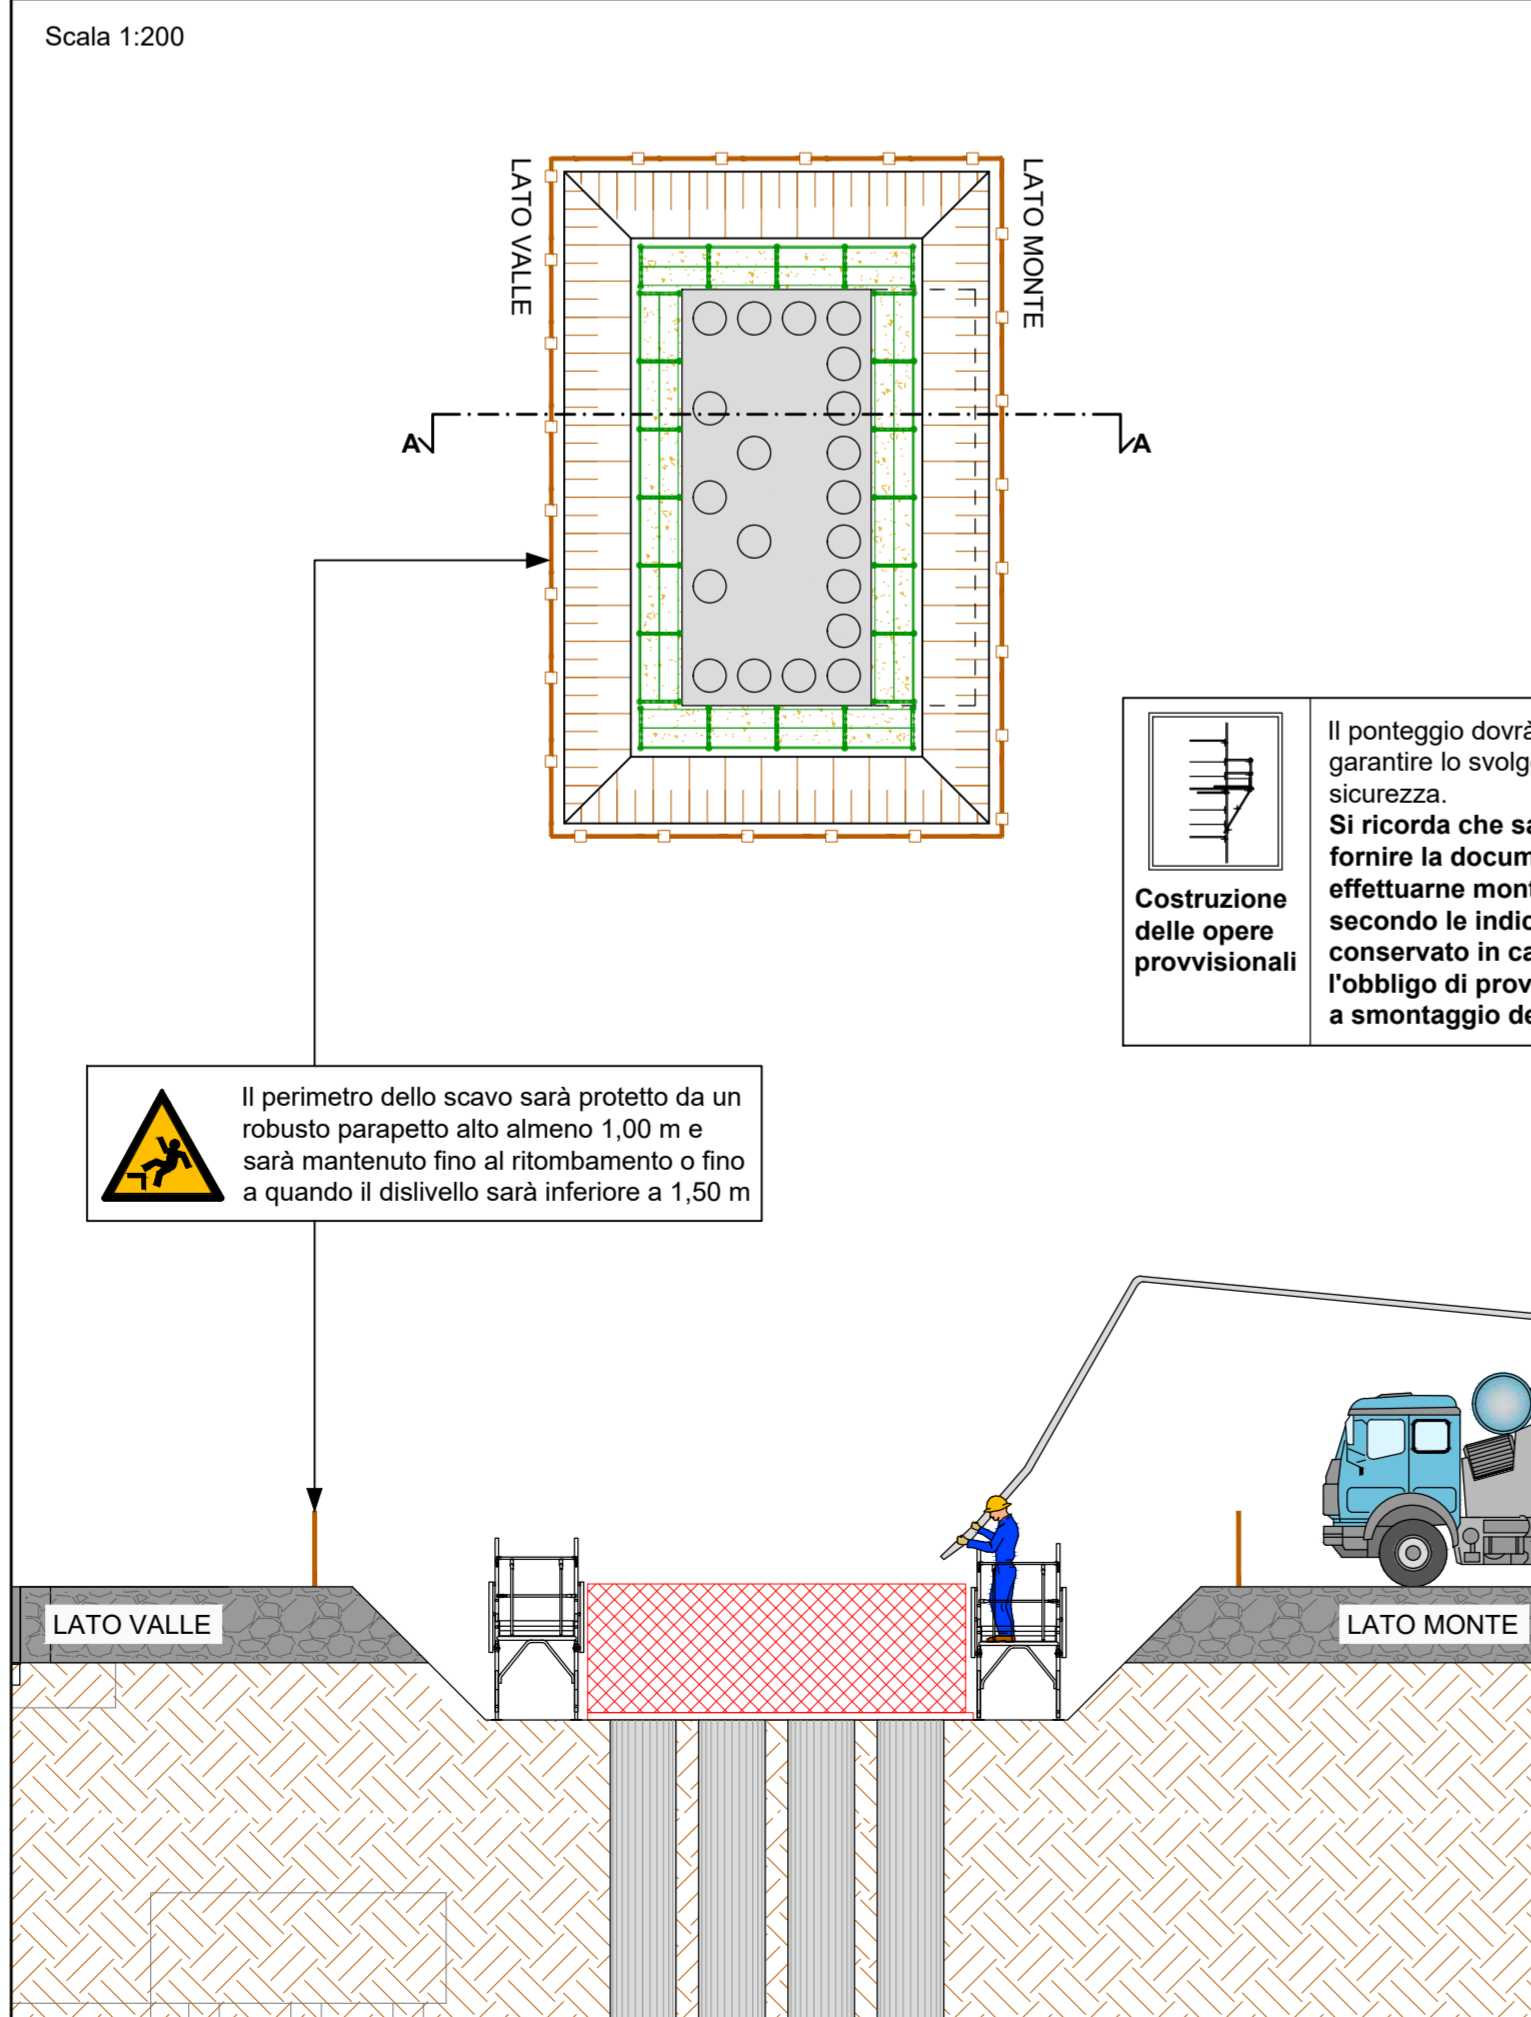 Scala 1:200
LATO VALLE
LATO MONTE
A
A
Il ponteggio dovrà
garantire lo svolg
sicurezza.
Si ricorda che sa
fornire la docum
effettuarne mont
secondo le indic
conservato in ca
l'obbligo di prov
a smontaggio de
Costruzione
delle opere
provvisionali
Il perimetro dello scavo sarà protetto da un
robusto parapetto alto almeno 1,00 m e
sarà mantenuto fino al ritombamento o fino
a quando il dislivello sarà inferiore a 1,50 m
LATO VALLE
LATO MONTE